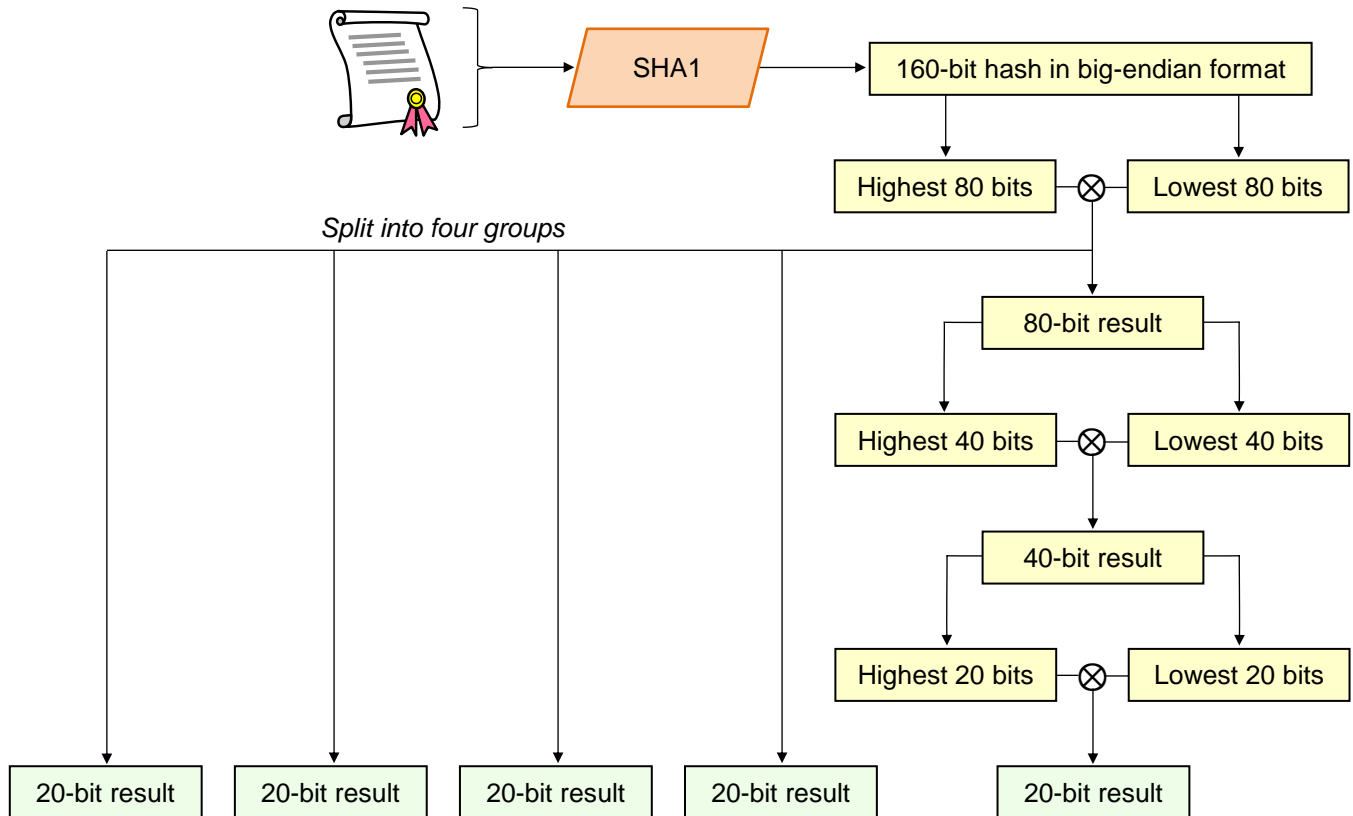 SHA1
160-bit hash in big-endian format
Highest 80 bits
Lowest 80 bits
Split into four groups
80-bit result
Highest 40 bits
Lowest 40 bits
40-bit result
Highest 20 bits
Lowest 20 bits
20-bit result
20-bit result
20-bit result
20-bit result
20-bit result